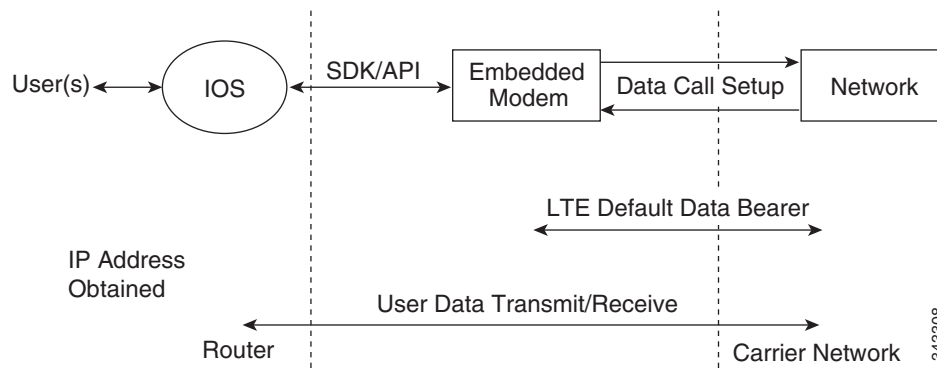 User(s)
IOS
SDK/API
Embedded
Modem
Data Call Setup
Network
LTE Default Data Bearer
IP Address
Obtained
User Data Transmit/Receive
Router
Carrier Network